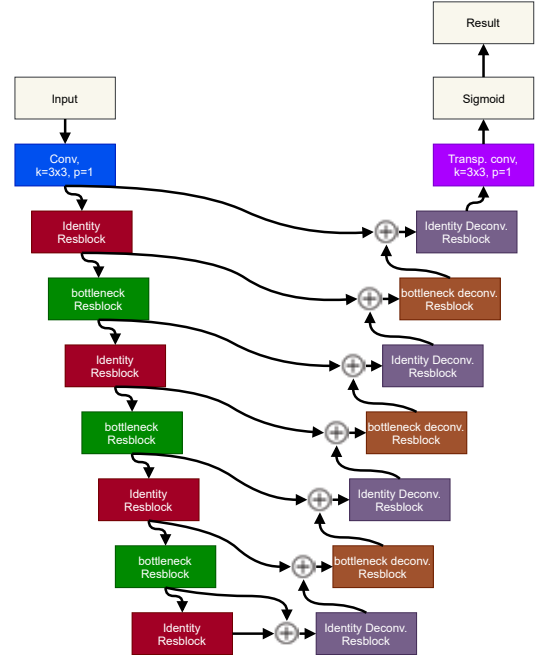 Result
Input
Sigmoid
Conv,
k=3x3, p=1
Transp. conv,
k=3x3, p=1
Identity
Resblock
Identity Deconv.
Resblock
bottleneck
Resblock
bottleneck deconv.
Resblock
Identity
Resblock
Identity Deconv.
Resblock
bottleneck
Resblock
bottleneck deconv.
Resblock
Identity
Resblock
Identity Deconv.
Resblock
bottleneck
Resblock
bottleneck deconv.
Resblock
Identity
Resblock
Identity Deconv.
Resblock